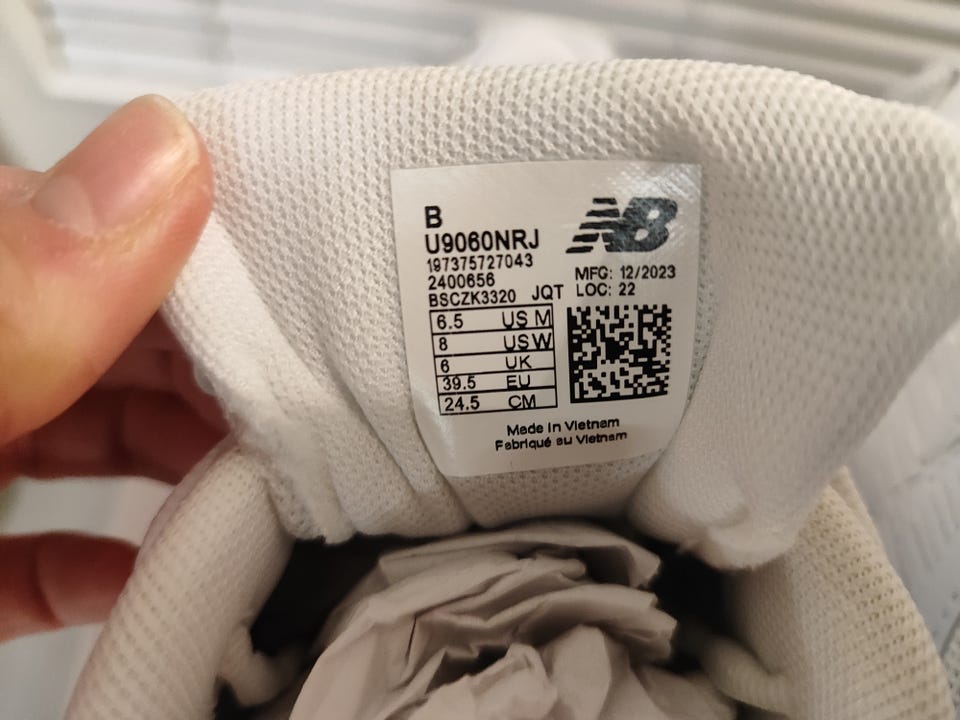 B
U9060NRJ
197375727043
2400656
BSCZK3320 JQT
NB
MFG: 12/2023
LOC: 22
6.5 US M
8 US W
6 UK
39.5 EU
24.5 CM
Made in Vietnam
Fabriqué au Vietnam